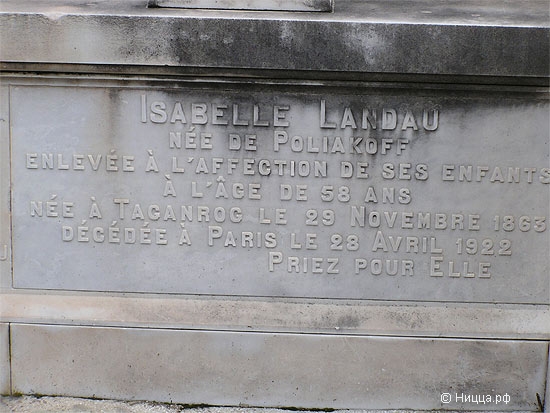 ISABELLE LANDAU
NÉE DE POLIAKOFF
ENLEVÉE À L'AFFECTION DE SES ENFANTS
À L'ÂGE DE 58 ANS
NÉE À TAGANROG LE 29 NOVEMBRE 1863
DÉCÉDÉE À PARIS LE 28 AVRIL 1922
PRIEZ POUR ELLE
© Ницца.рф